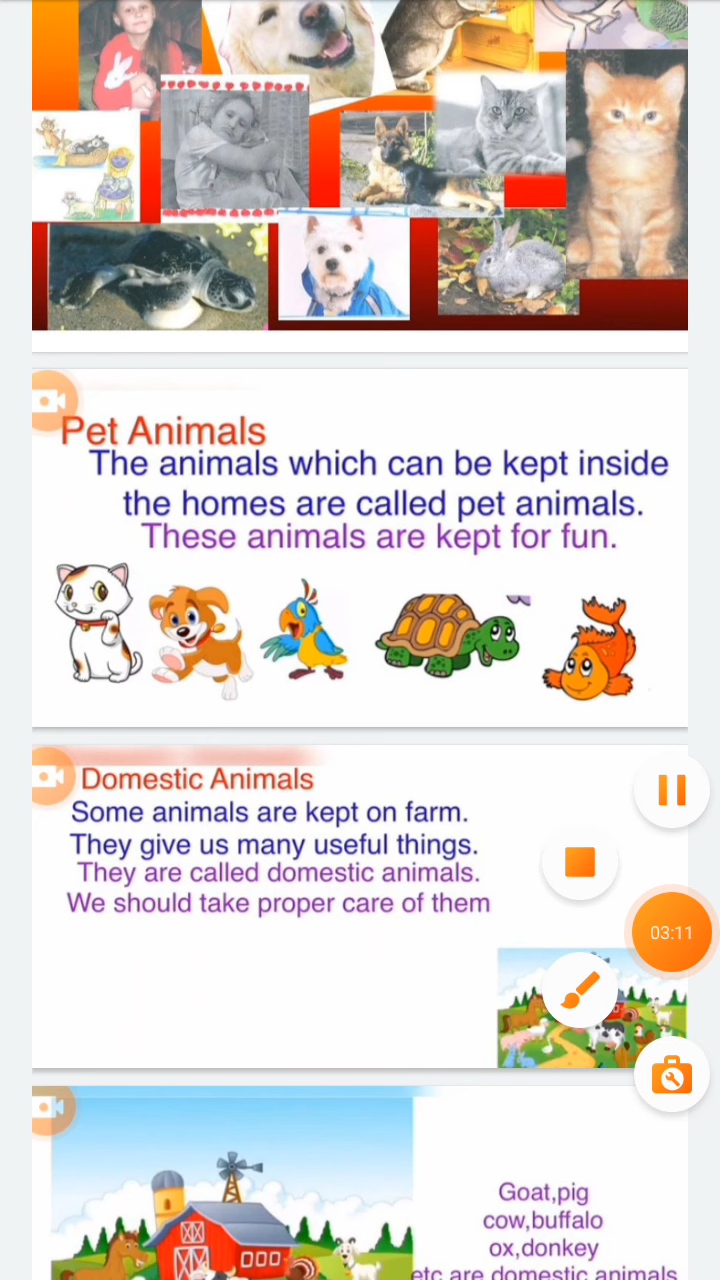 Pet Animals
The animals which can be kept inside
the homes are called pet animals.
These animals are kept for fun.
Domestic Animals
Some animals are kept on farm.
They give us many useful things.
They are called domestic animals.
We should take proper care of them
03:11
Goat,pig
cow,buffalo
ox,donkey
etc are domestic animals